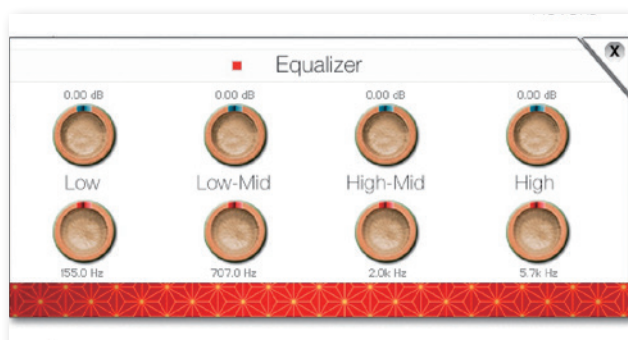 X
Equalizer
0.00 dB 0.00 dB 0.00 dB 0.00 dB
Low Low-Mid High-Mid High
155.0 Hz 707.0 Hz 2.0k Hz 5.7k Hz